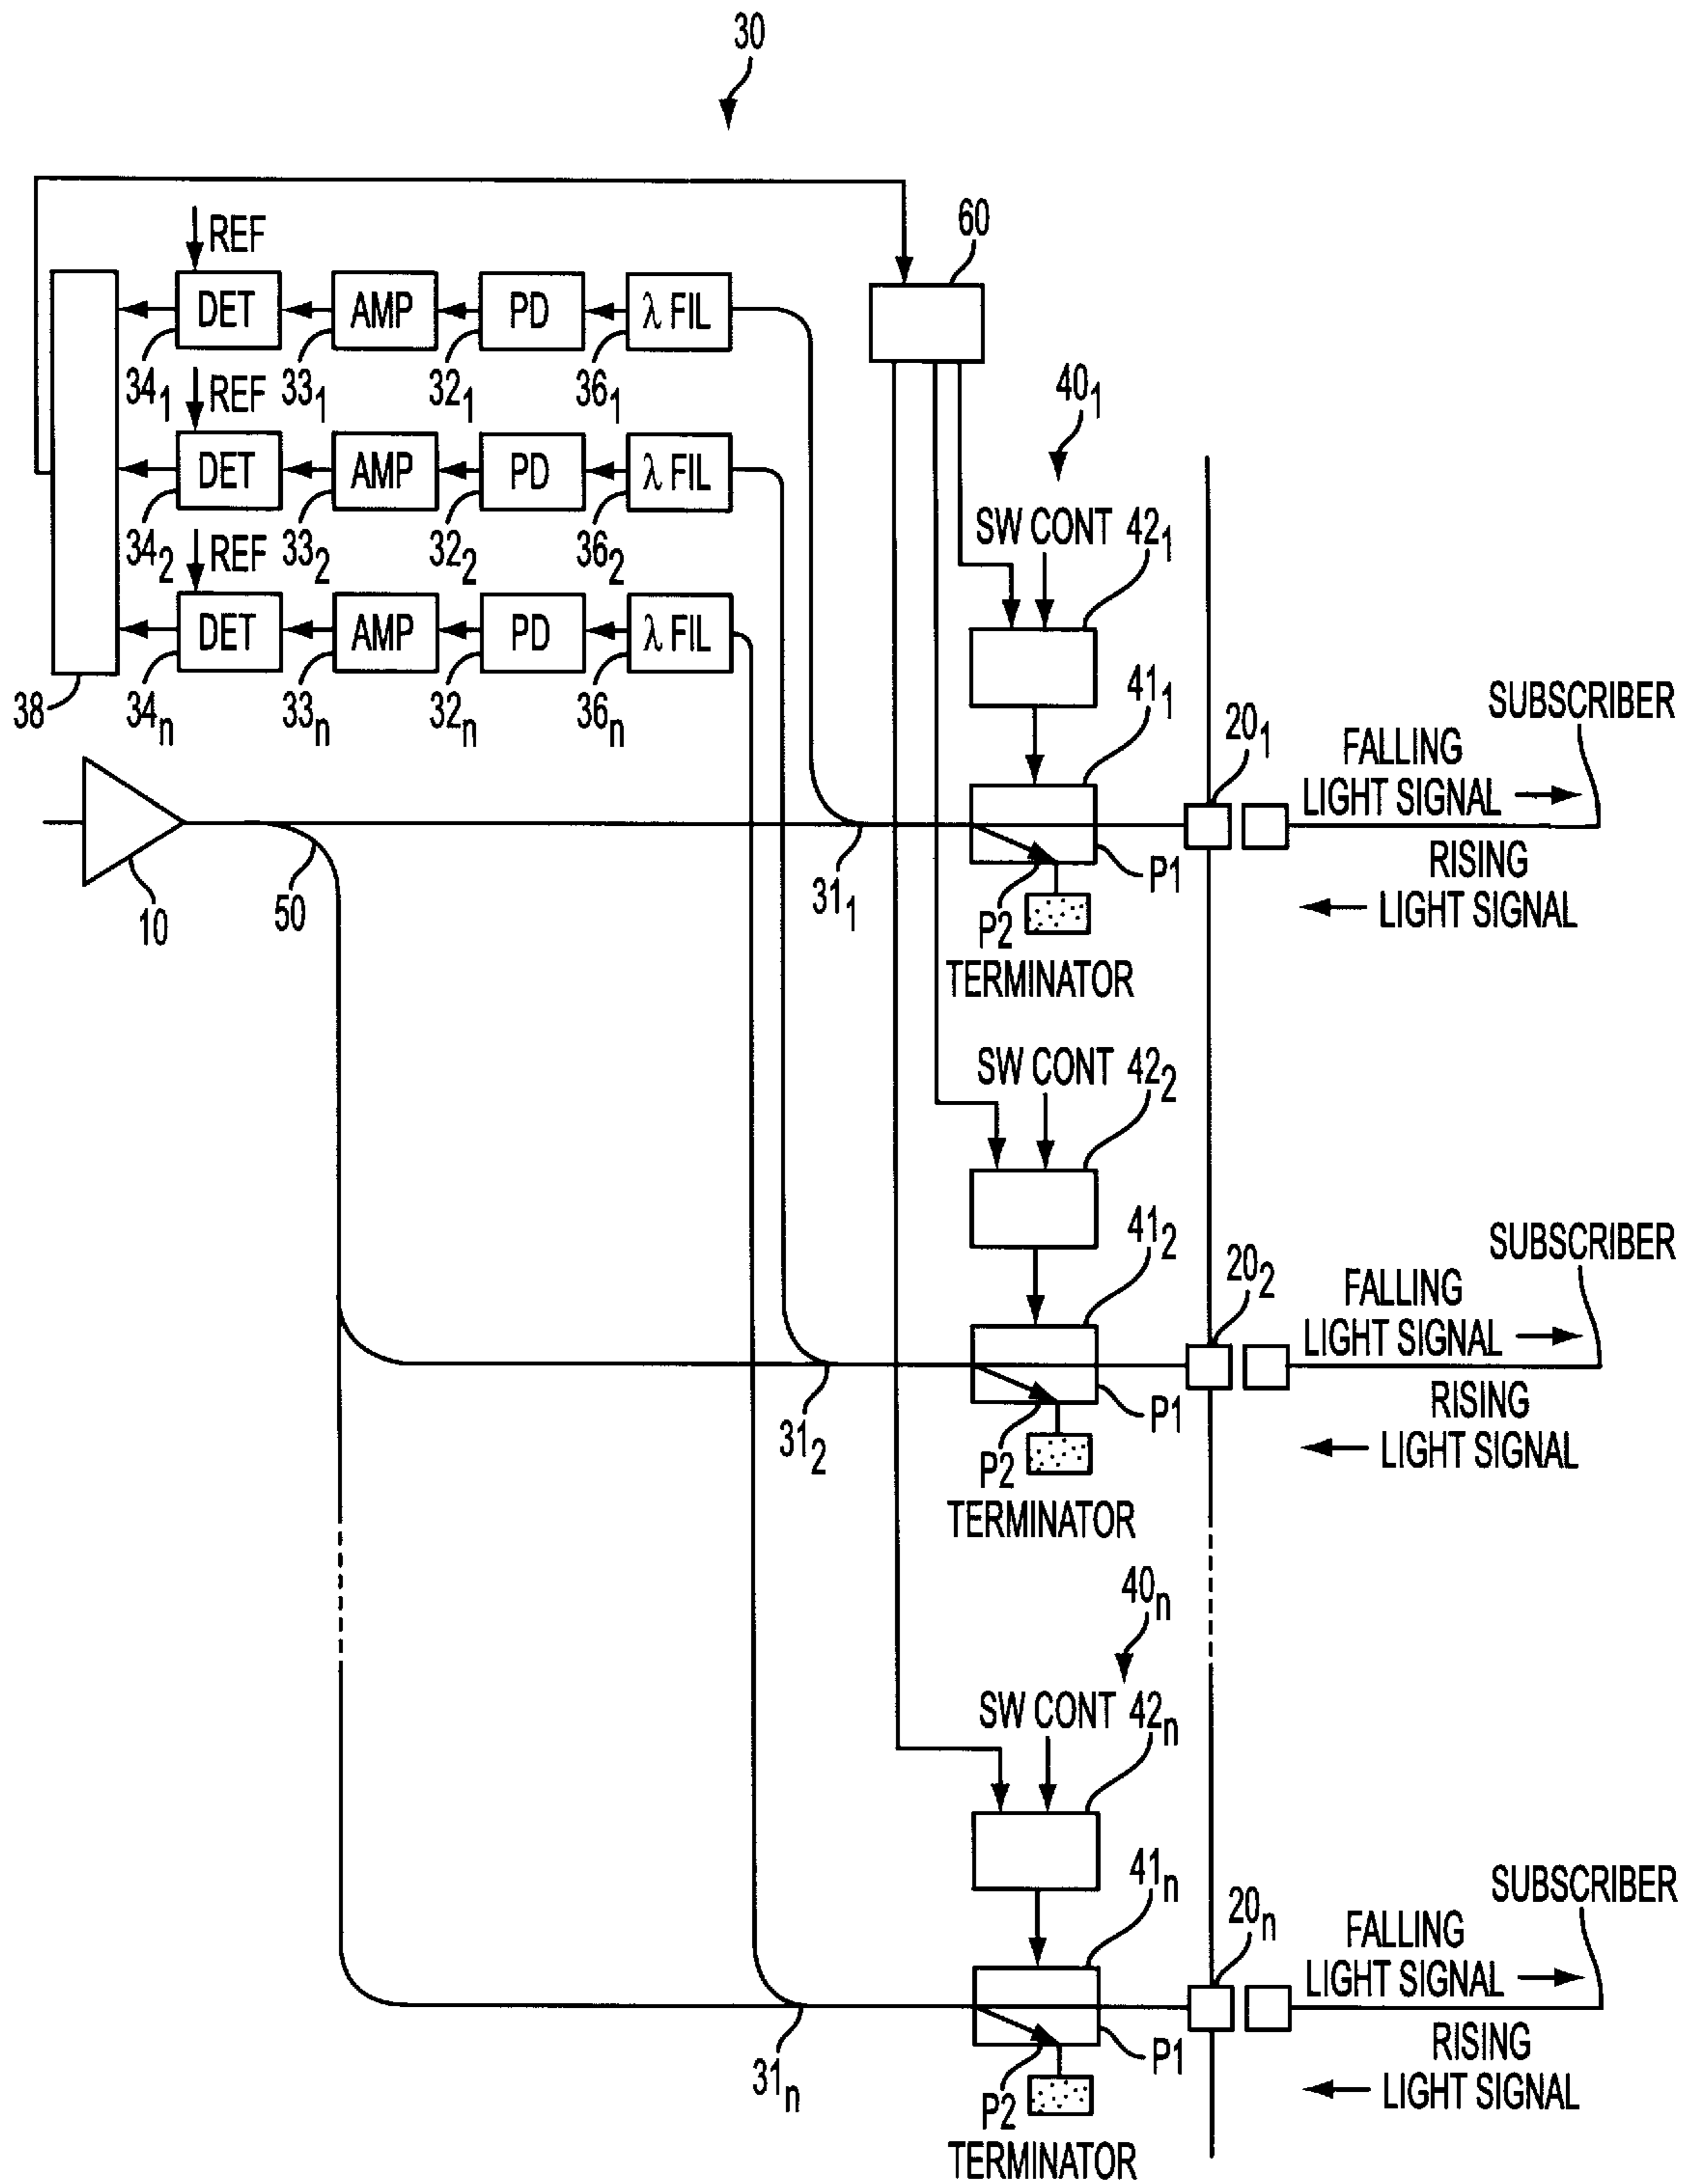 30
REF
60
DET
AMP
PD
λ FIL
34₁
33₁
32₁
36₁
40₁
REF
DET
AMP
PD
λ FIL
34₂
33₂
32₂
36₂
SW CONT
42₁
REF
DET
AMP
PD
λ FIL
38
34ₙ
33ₙ
32ₙ
36ₙ
41₁
20₁
SUBSCRIBER
FALLING
LIGHT SIGNAL
10
50
31₁
P1
P2
TERMINATOR
RISING
LIGHT SIGNAL
SW CONT
42₂
41₂
20₂
SUBSCRIBER
FALLING
LIGHT SIGNAL
31₂
P1
P2
TERMINATOR
RISING
LIGHT SIGNAL
40ₙ
SW CONT
42ₙ
41ₙ
20ₙ
SUBSCRIBER
FALLING
LIGHT SIGNAL
31ₙ
P1
P2
TERMINATOR
RISING
LIGHT SIGNAL